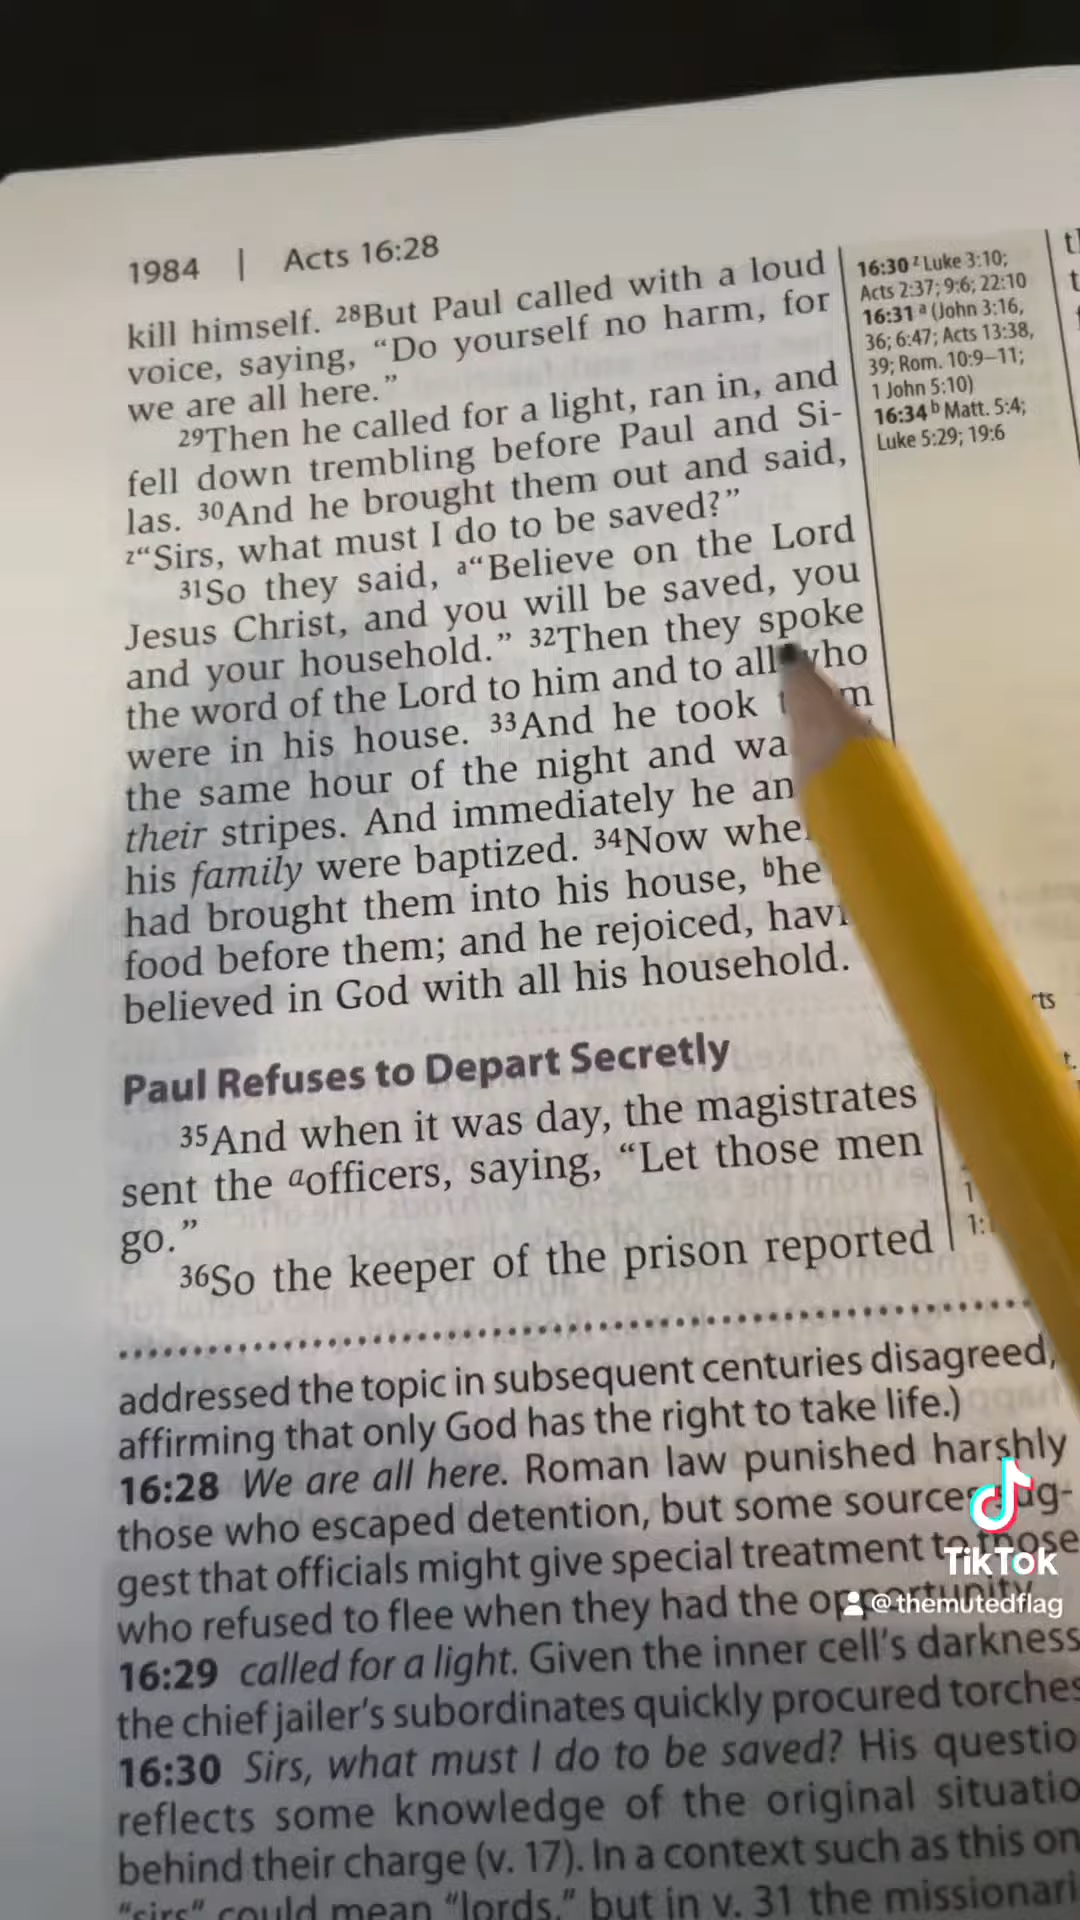 1984 | Acts 16:28
kill himself. 28But Paul called with a loud
voice, saying, “Do yourself no harm, for
we are all here.”
29Then he called for a light, ran in, and
fell down trembling before Paul and Si-
las. 30And he brought them out and said,
z“Sirs, what must I do to be saved?”
31So they said, a“Believe on the Lord
Jesus Christ, and you will be saved, you
and your household.” 32Then they spoke
the word of the Lord to him and to all who
were in his house. 33And he took
the same hour of the night and
their stripes. And immediately he
his family were baptized. 34Now
had brought them into his house, bhe
food before them; and he rejoiced,
believed in God with all his household.
16:30 z Luke 3:10;
Acts 2:37; 9:6; 22:10
16:31 a (John 3:16,
36; 6:47; Acts 13:38,
39; Rom. 10:9–11;
1 John 5:10)
16:34 b Matt. 5:4;
Luke 5:29; 19:6
Paul Refuses to Depart Secretly
35And when it was day, the magistrates
sent the aofficers, saying, “Let those men
go.”
36So the keeper of the prison reported
addressed the topic in subsequent centuries disagreed,
affirming that only God has the right to take life.)
16:28 We are all here. Roman law punished harshly
those who escaped detention, but some sources sug-
gest that officials might give special treatment to those
who refused to flee when they had the opportunity.
16:29 called for a light. Given the inner cell’s darkness
the chief jailer’s subordinates quickly procured torches
16:30 Sirs, what must I do to be saved? His
reflects some knowledge of the original
behind their charge (v. 17). In a context such as this
“sirs” could mean “lords,” but in v. 31 the
TikTok
@themutedflag